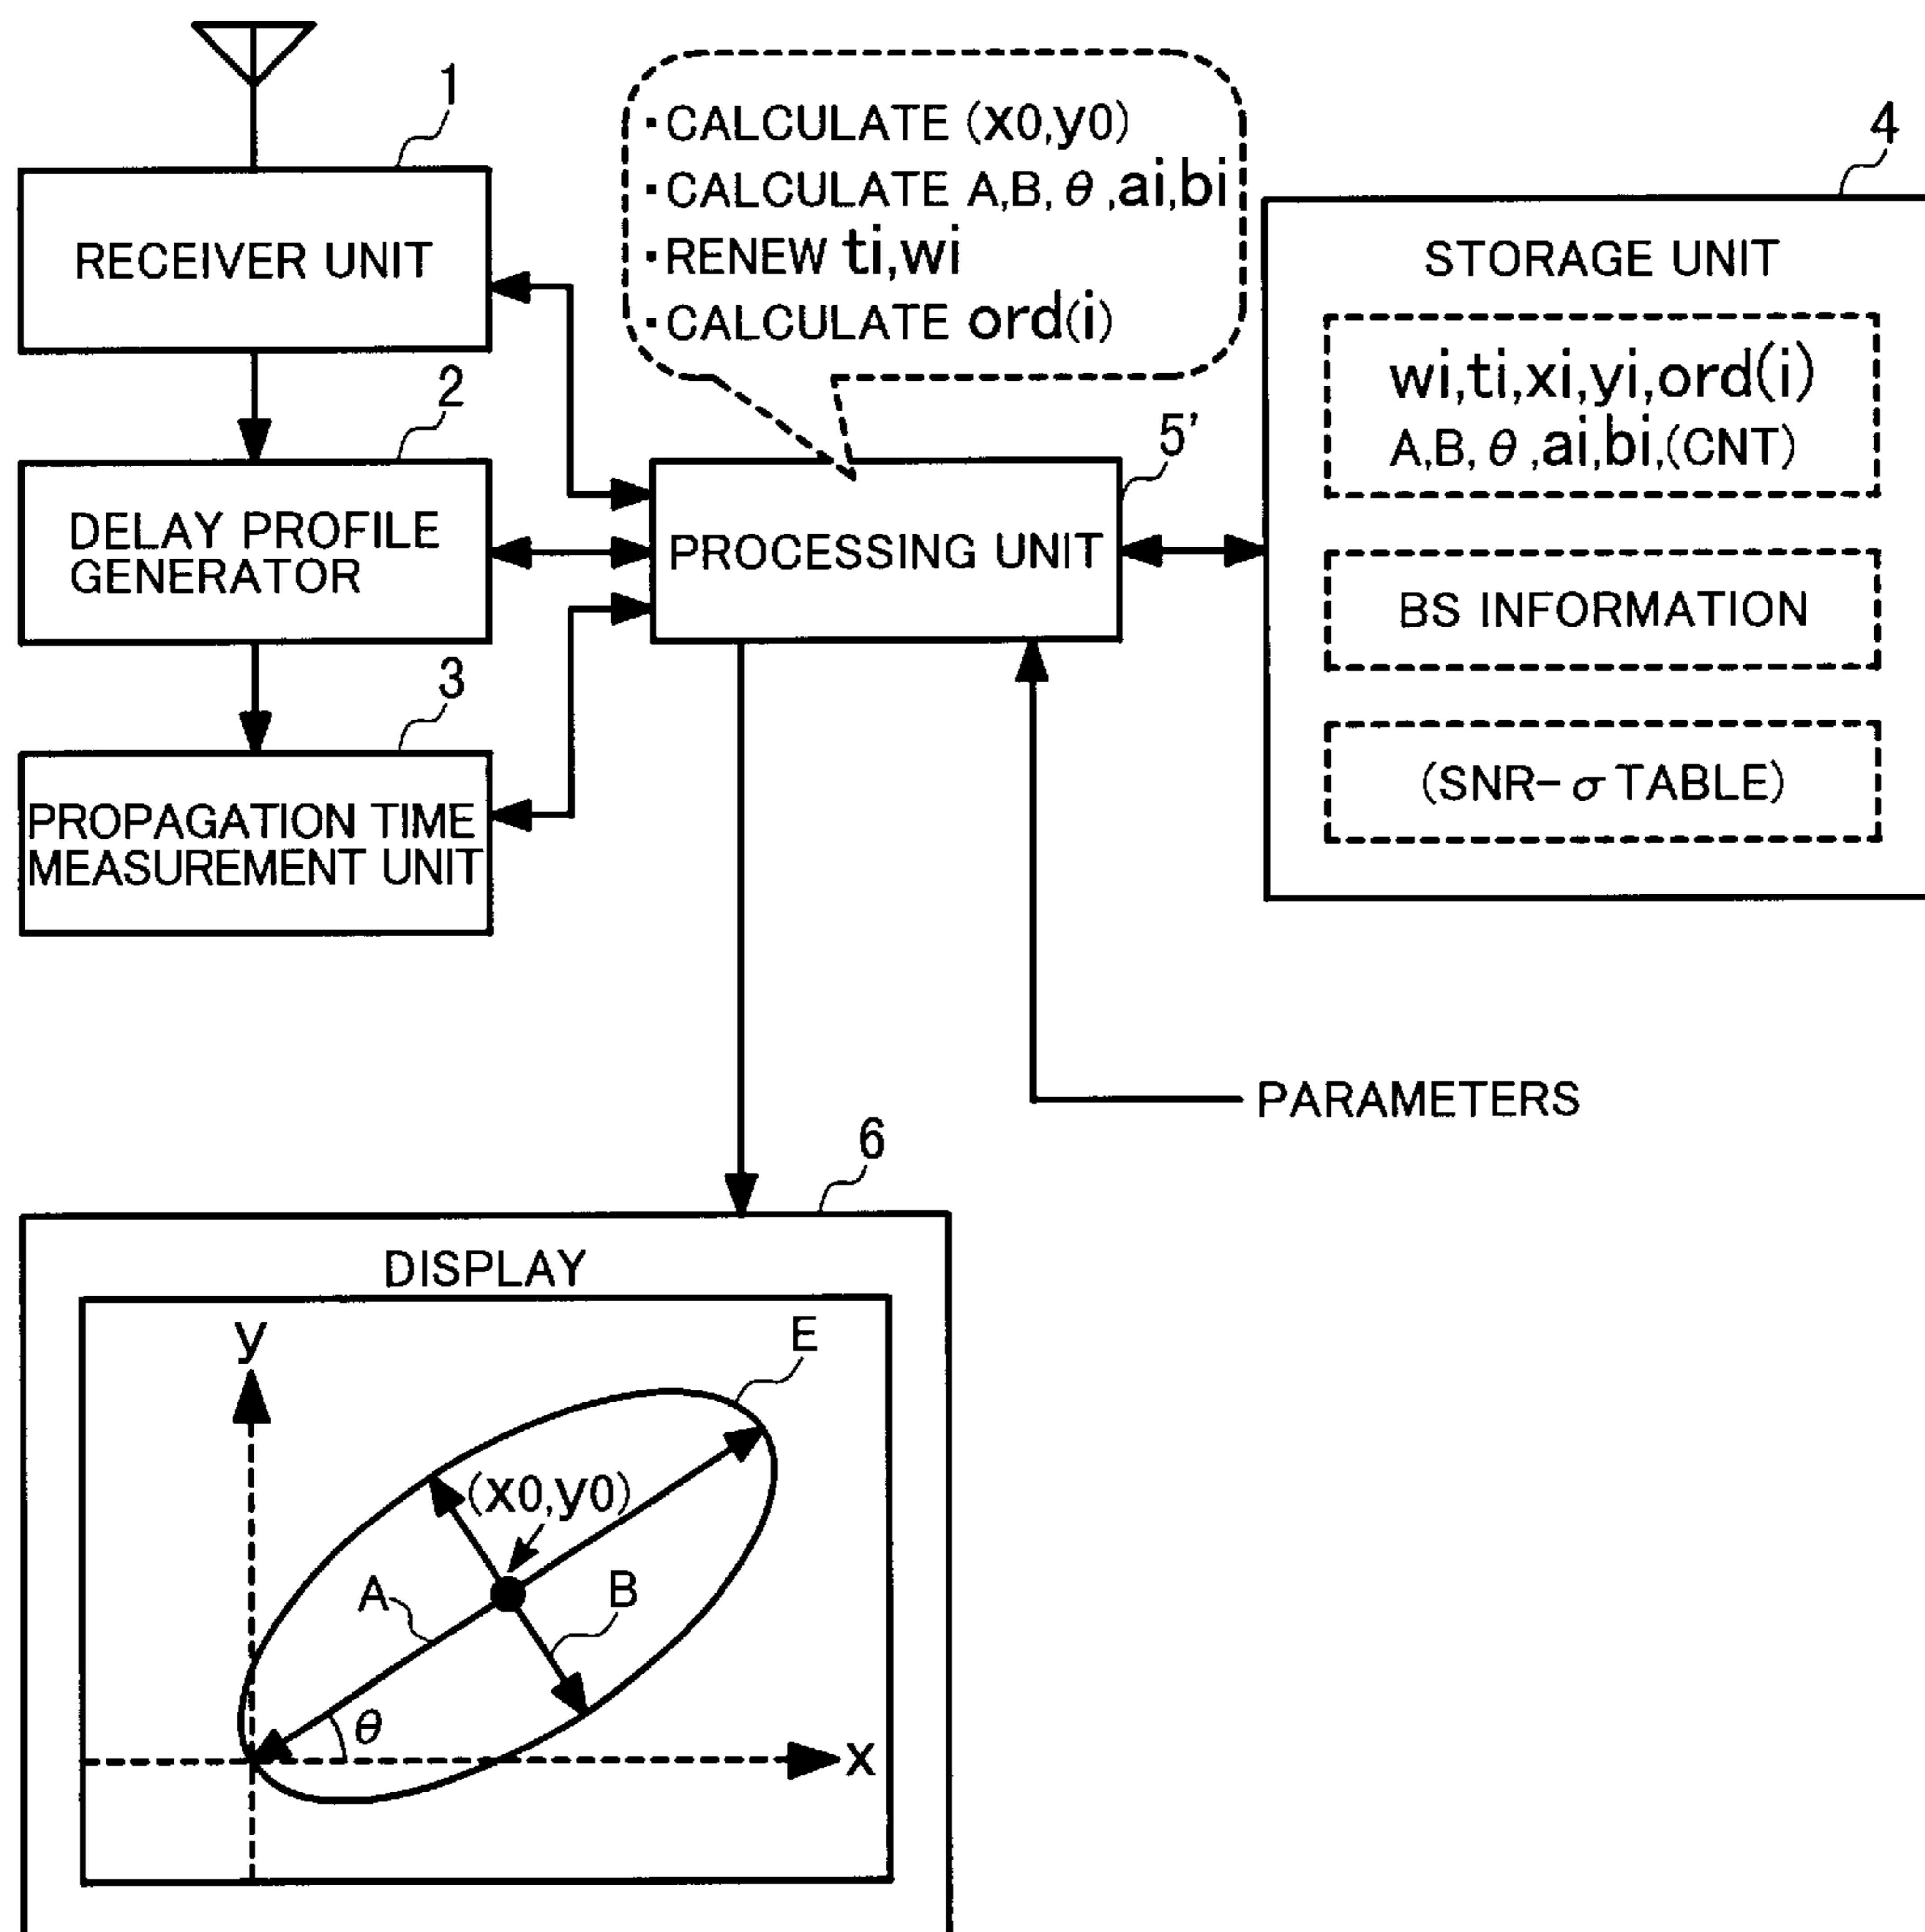 1
RECEIVER UNIT
2
DELAY PROFILE
GENERATOR
3
PROPAGATION TIME
MEASUREMENT UNIT
·CALCULATE (x0,y0)
·CALCULATE A,B,θ,ai,bi
·RENEW ti,wi
·CALCULATE ord(i)
5'
PROCESSING UNIT
4
STORAGE UNIT
wi,ti,xi,yi,ord(i)
A,B,θ,ai,bi,(CNT)
BS INFORMATION
(SNR-σ TABLE)
PARAMETERS
6
DISPLAY
y
E
(x0,y0)
A
B
θ
x